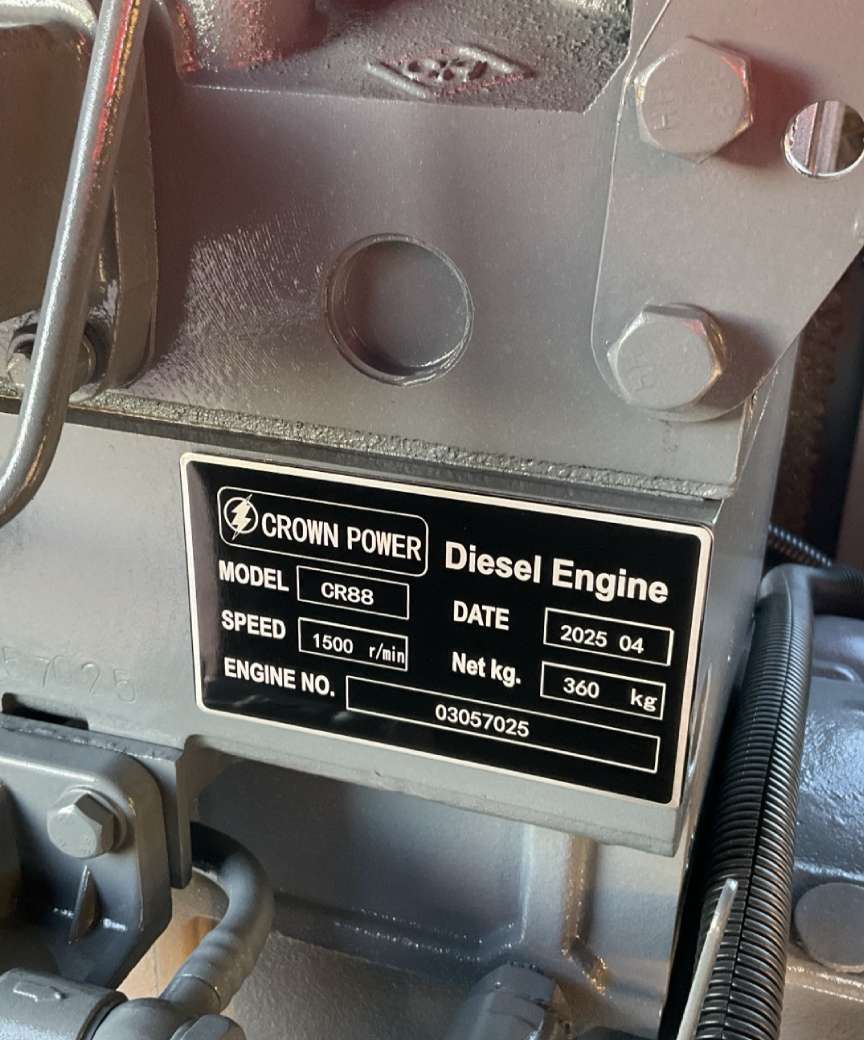 CROWN POWER
Diesel Engine
MODEL CR88
DATE 2025 04
SPEED 1500 r/min
Net kg. 360 kg
ENGINE NO. 03057025